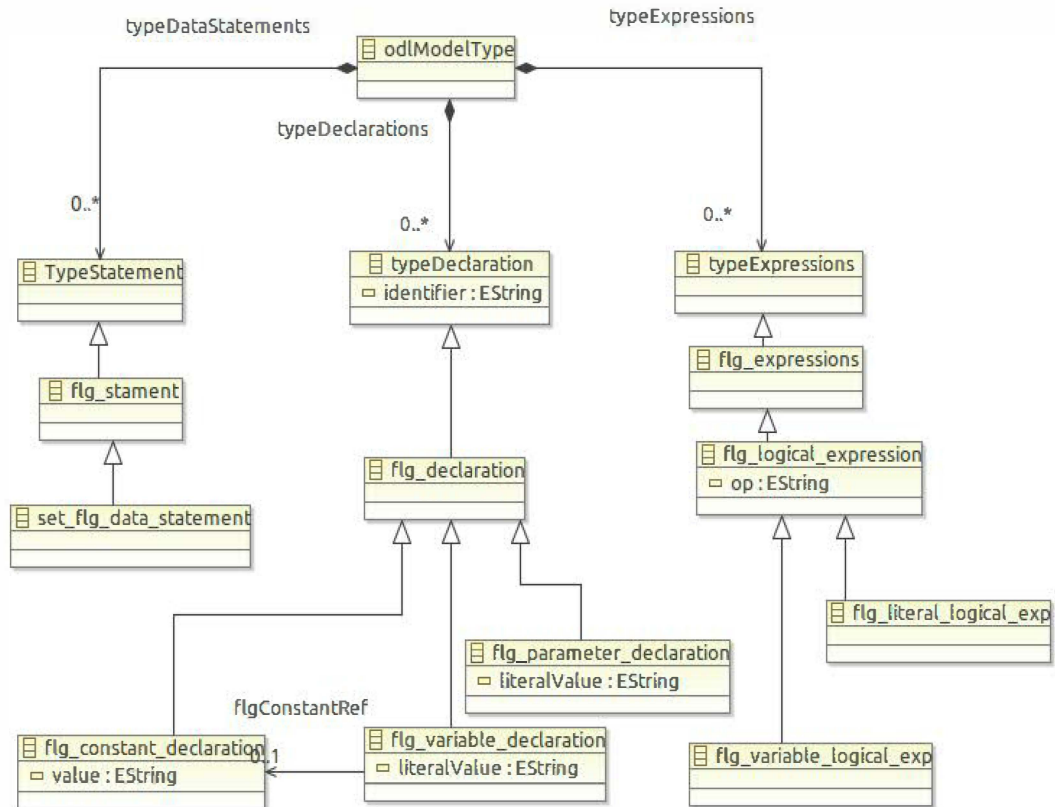 typeDataStatements
typeExpressions
odlModelType
typeDeclarations
0..*
0..*
0..*
TypeStatement
typeDeclaration
identifier : EString
typeExpressions
flg_stament
flg_expressions
set_flg_data_statement
flg_declaration
flg_logical_expression
op : EString
flg_literal_logical_exp
flg_parameter_declaration
literalValue : EString
flgConstantRef
flg_constant_declaration
value : EString
0..1
flg_variable_declaration
literalValue : EString
flg_variable_logical_exp